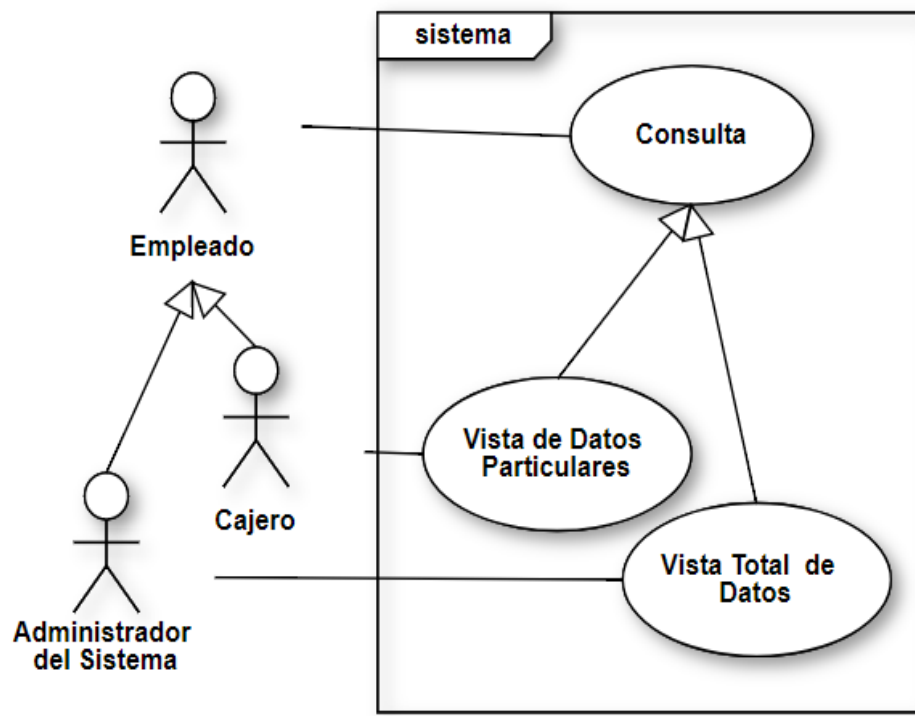 sistema
Consulta
Empleado
Vista de Datos
Particulares
Cajero
Vista Total de
Datos
Administrador
del Sistema